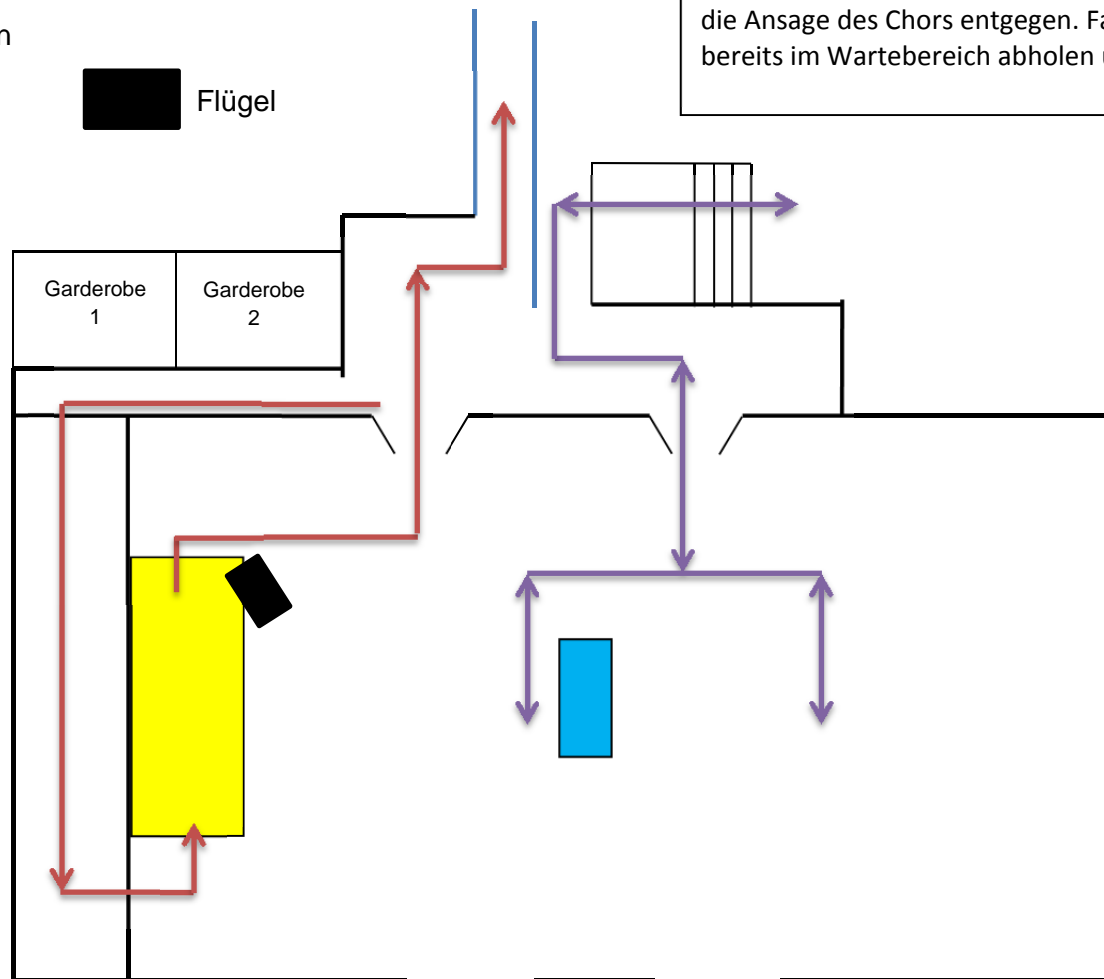 die Ansage des Chors entgegen. Fa
n
bereits im Wartebereich abholen
Flügel
Garderobe
1
Garderobe
2